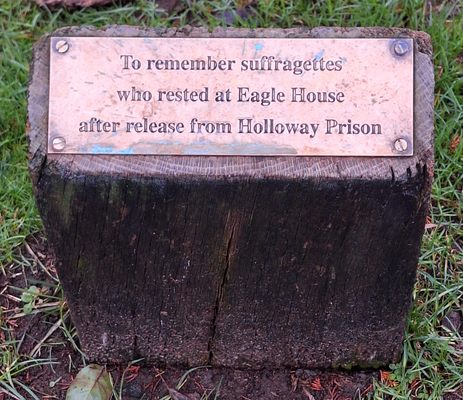 To remember suffragettes
who rested at Eagle House
after release from Holloway Prison